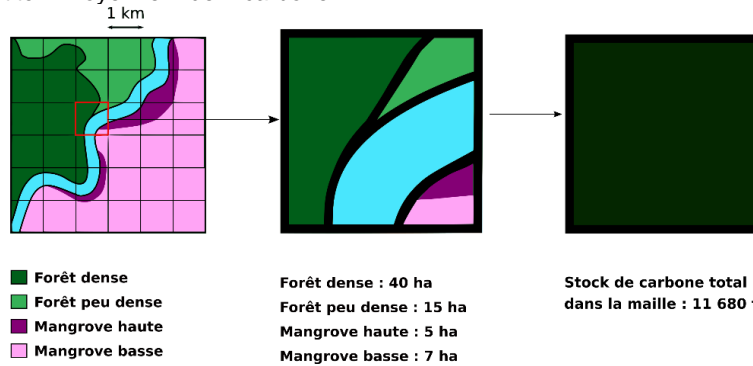 1 km
Forêt dense
Forêt peu dense
Mangrove haute
Mangrove basse
Forêt dense : 40 ha
Forêt peu dense : 15 ha
Mangrove haute : 5 ha
Mangrove basse : 7 ha
Stock de carbone total
dans la maille : 11 680